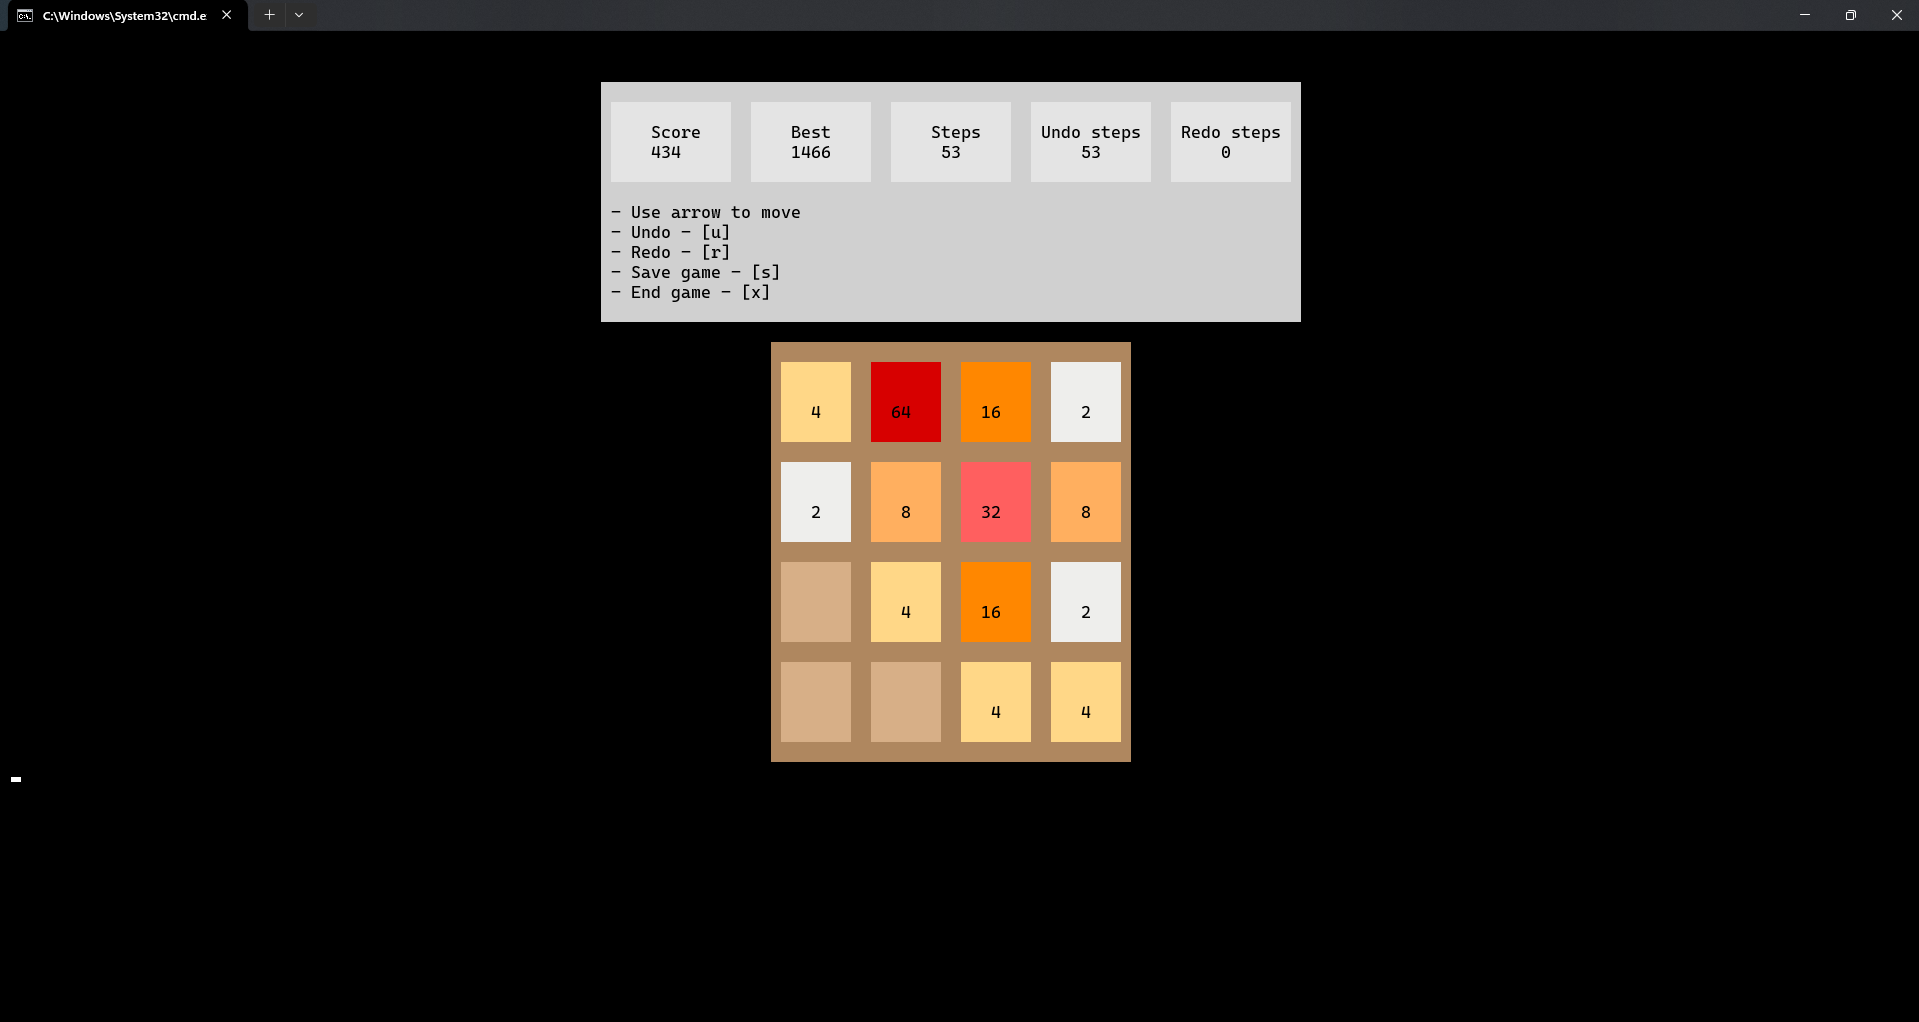 C:\Windows\System32\cmd.e
Score Best Steps Undo steps Redo steps
434 1466 53 53 0
- Use arrow to move
- Undo - [u]
- Redo - [r]
- Save game - [s]
- End game - [x]
4 64 16 2
2 8 32 8
4 16 2
4 4